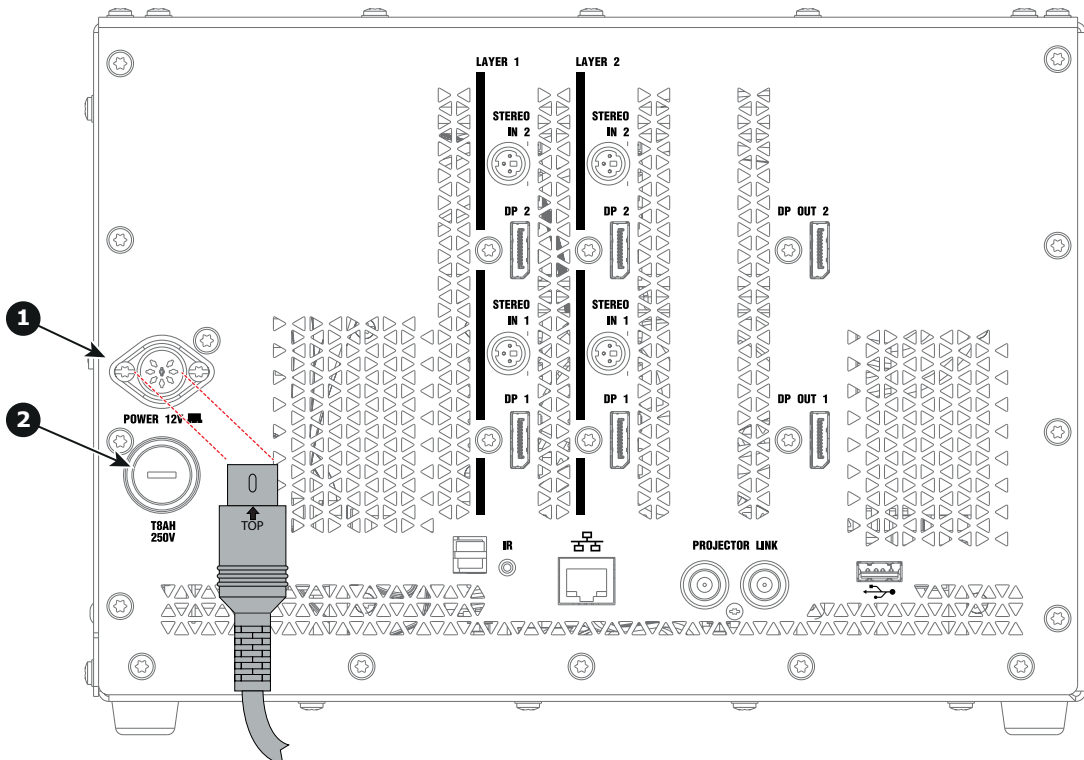 LAYER 1
LAYER 2
STEREO
IN 2
STEREO
IN 2
DP 2
DP 2
DP OUT 2
STEREO
IN 1
STEREO
IN 1
1
POWER 12V
DP 1
DP 1
DP OUT 1
2
T8AH
250V
TOP
IR
PROJECTOR LINK